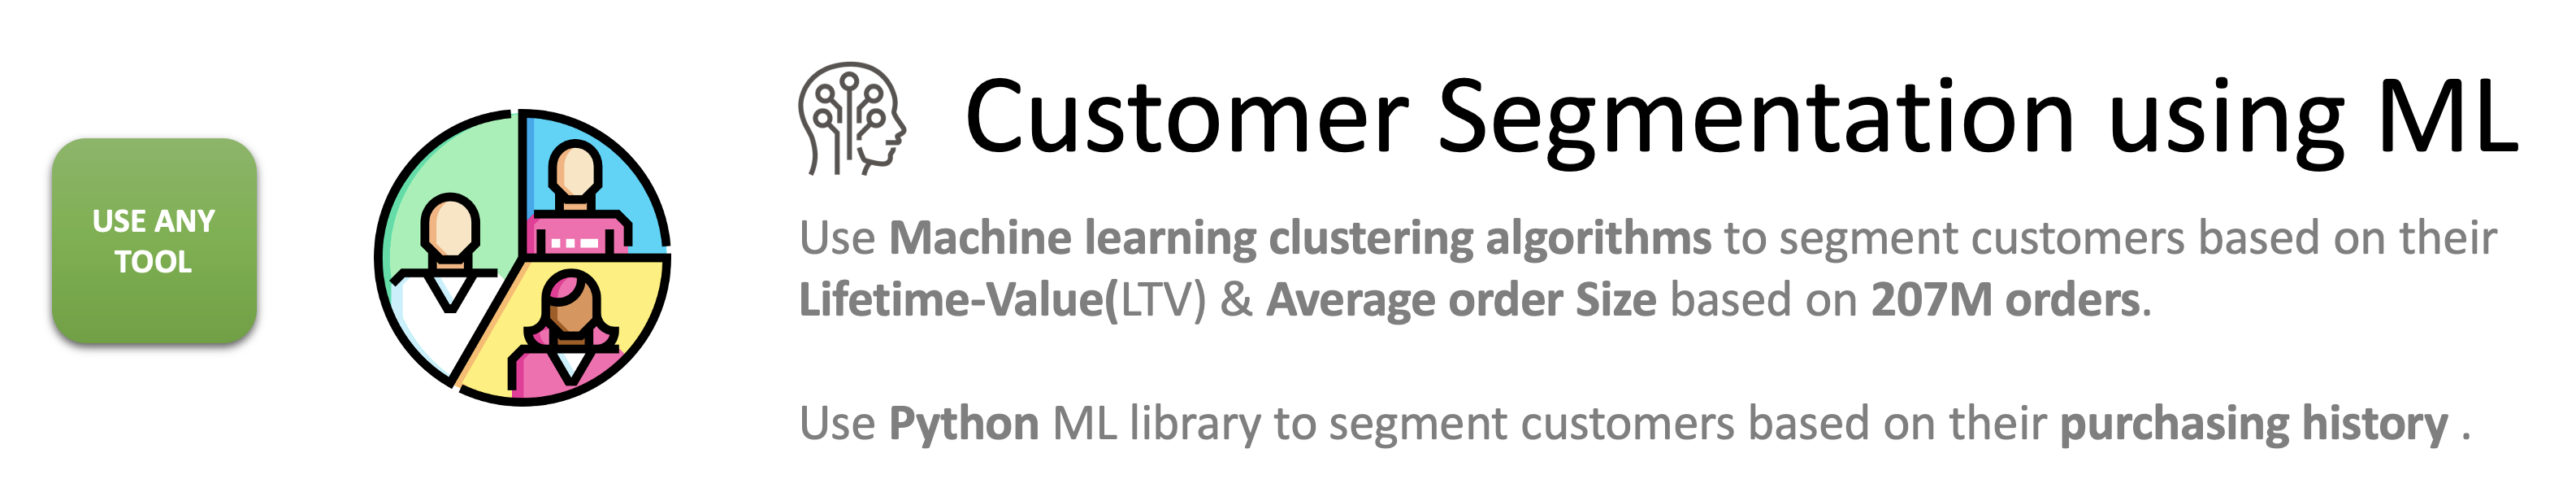 USE ANY
TOOL
Customer Segmentation using ML
Use Machine learning clustering algorithms to segment customers based on their
Lifetime-Value(LTV) & Average order Size based on 207M orders.
Use Python ML library to segment customers based on their purchasing history .